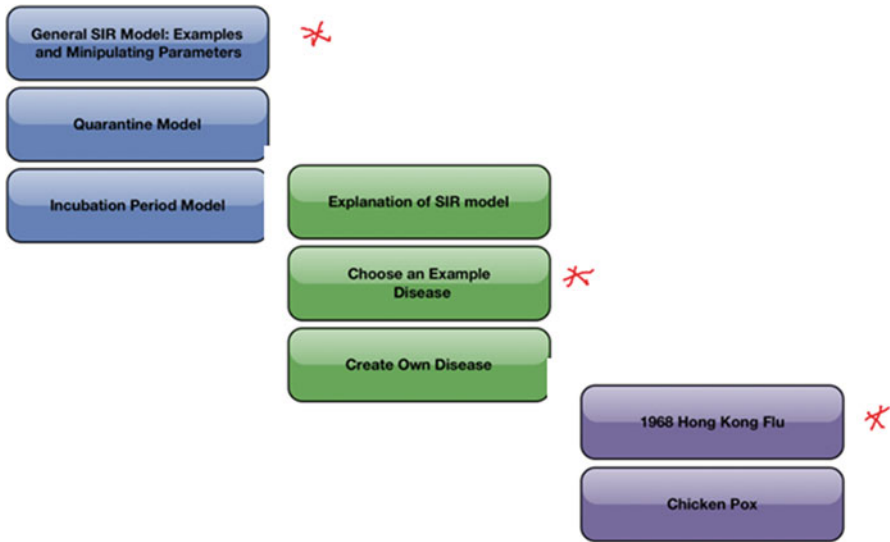 General SIR Model: Examples
and Minipulating Parameters
Quarantine Model
Incubation Period Model
Explanation of SIR model
Choose an Example
Disease
Create Own Disease
1968 Hong Kong Flu
Chicken Pox